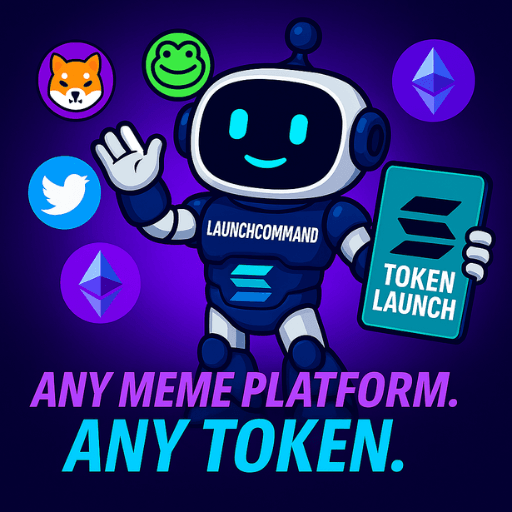 LAUNCHCOMMAND
TOKEN
LAUNCH
ANY MEME PLATFORM.
ANY TOKEN.